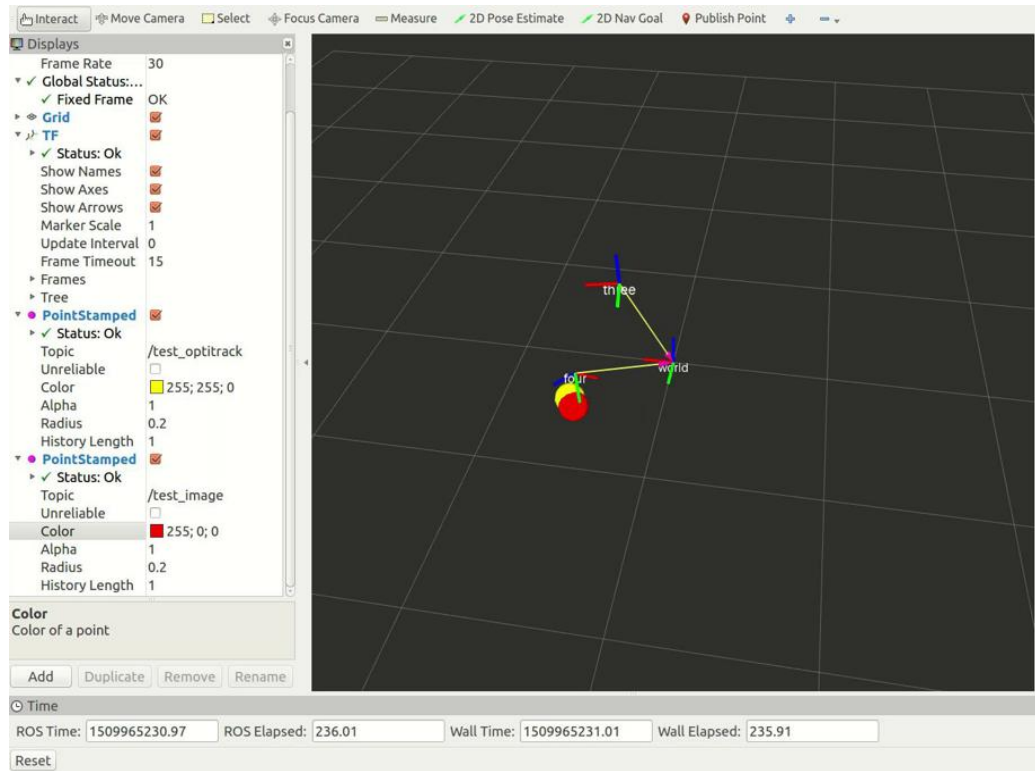 Interact Move Camera Select Focus Camera Measure 2D Pose Estimate 2D Nav Goal Publish Point
Displays
Frame Rate 30
Global Status:...
Fixed Frame OK
Grid
TF
Status: Ok
Show Names
Show Axes
Show Arrows
Marker Scale 1
Update Interval 0
Frame Timeout 15
Frames
Tree
PointStamped
Status: Ok
Topic /test_optitrack
Unreliable
Color 255; 255; 0
Alpha 1
Radius 0.2
History Length 1
PointStamped
Status: Ok
Topic /test_image
Unreliable
Color 255; 0; 0
Alpha 1
Radius 0.2
History Length 1
Color
Color of a point
Add Duplicate Remove Rename
three
world
four
Time
ROS Time: 1509965230.97 ROS Elapsed: 236.01 Wall Time: 1509965231.01 Wall Elapsed: 235.91
Reset